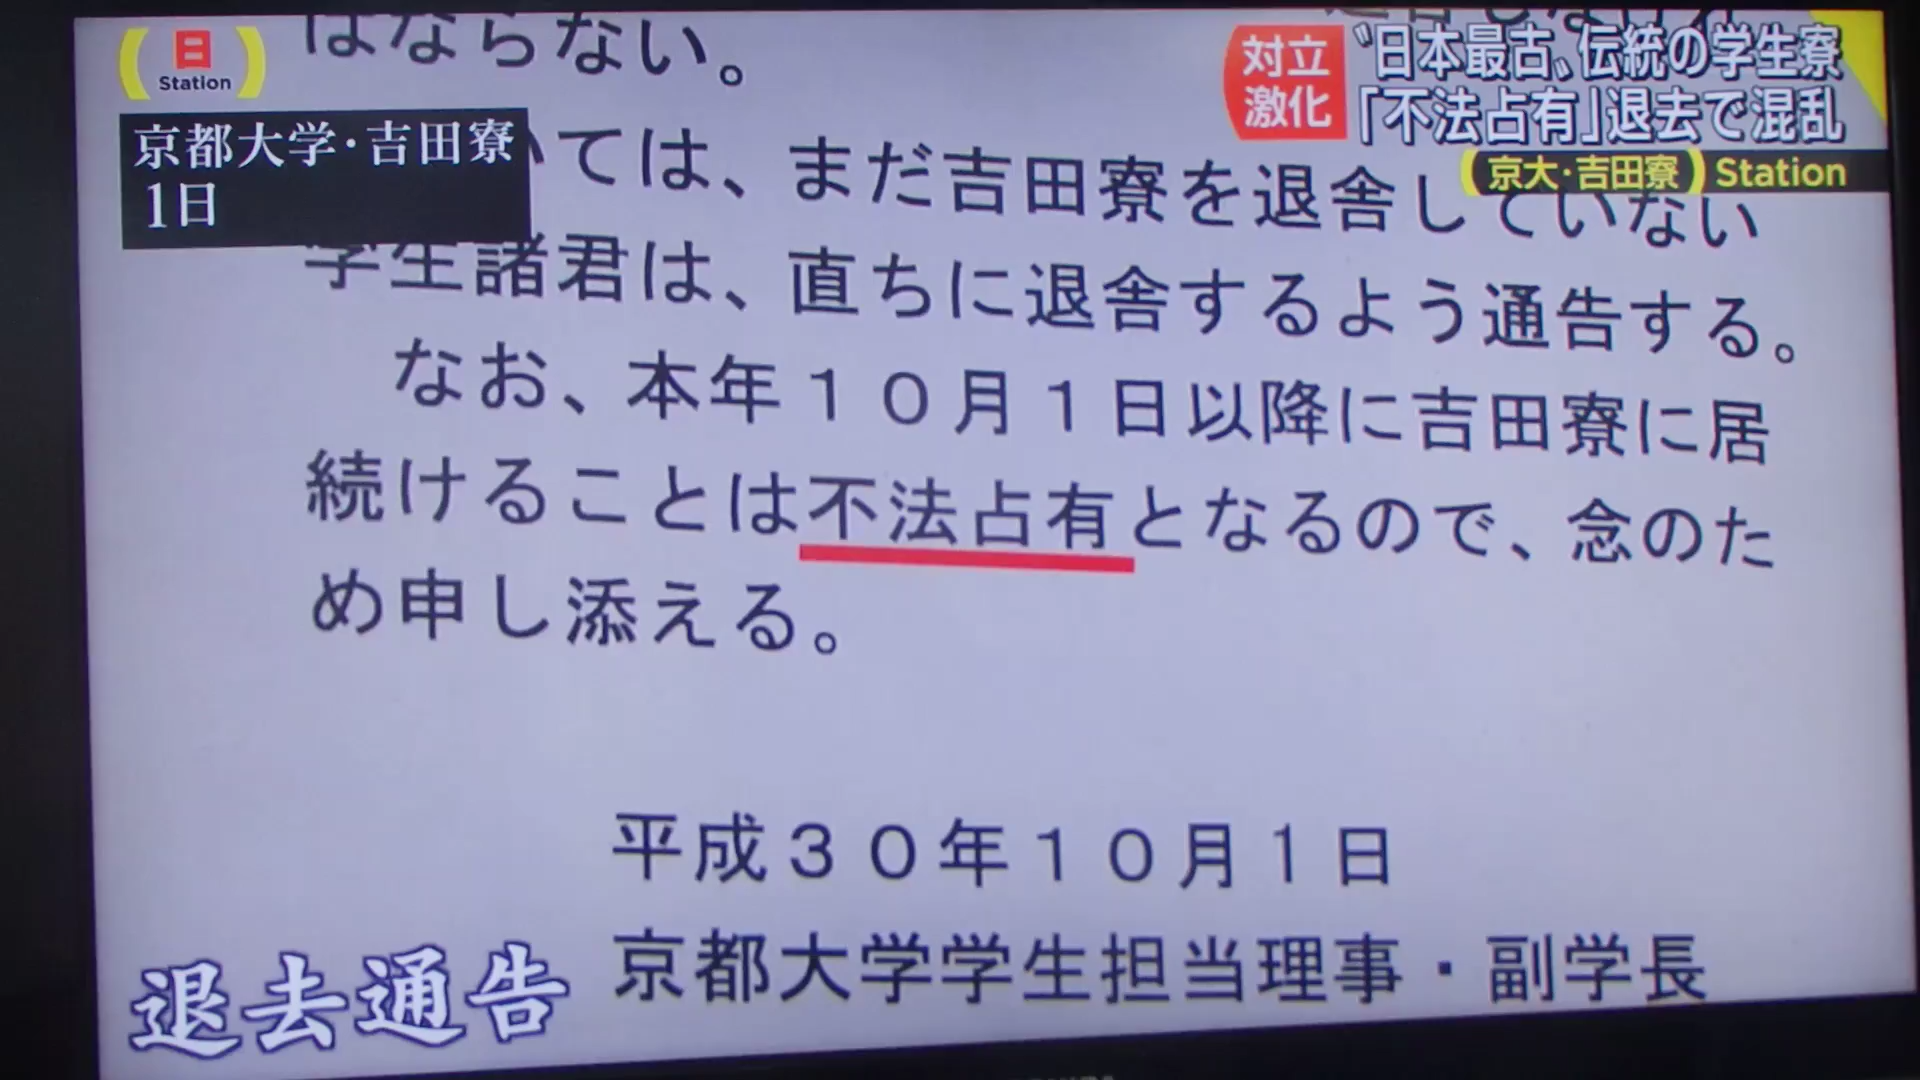 日
Station
京都大学・吉田寮
1日
対立
激化
〝日本最古〟伝統の学生寮
「不法占有」退去で混乱
京大・吉田寮 Station
はならない。
ては、まだ吉田寮を退舎していない
学生諸君は、直ちに退舎するよう通告する。
なお、本年１０月１日以降に吉田寮に居
続けることは不法占有となるので、念のた
め申し添える。
平成３０年１０月１日
京都大学学生担当理事・副学長
退去通告